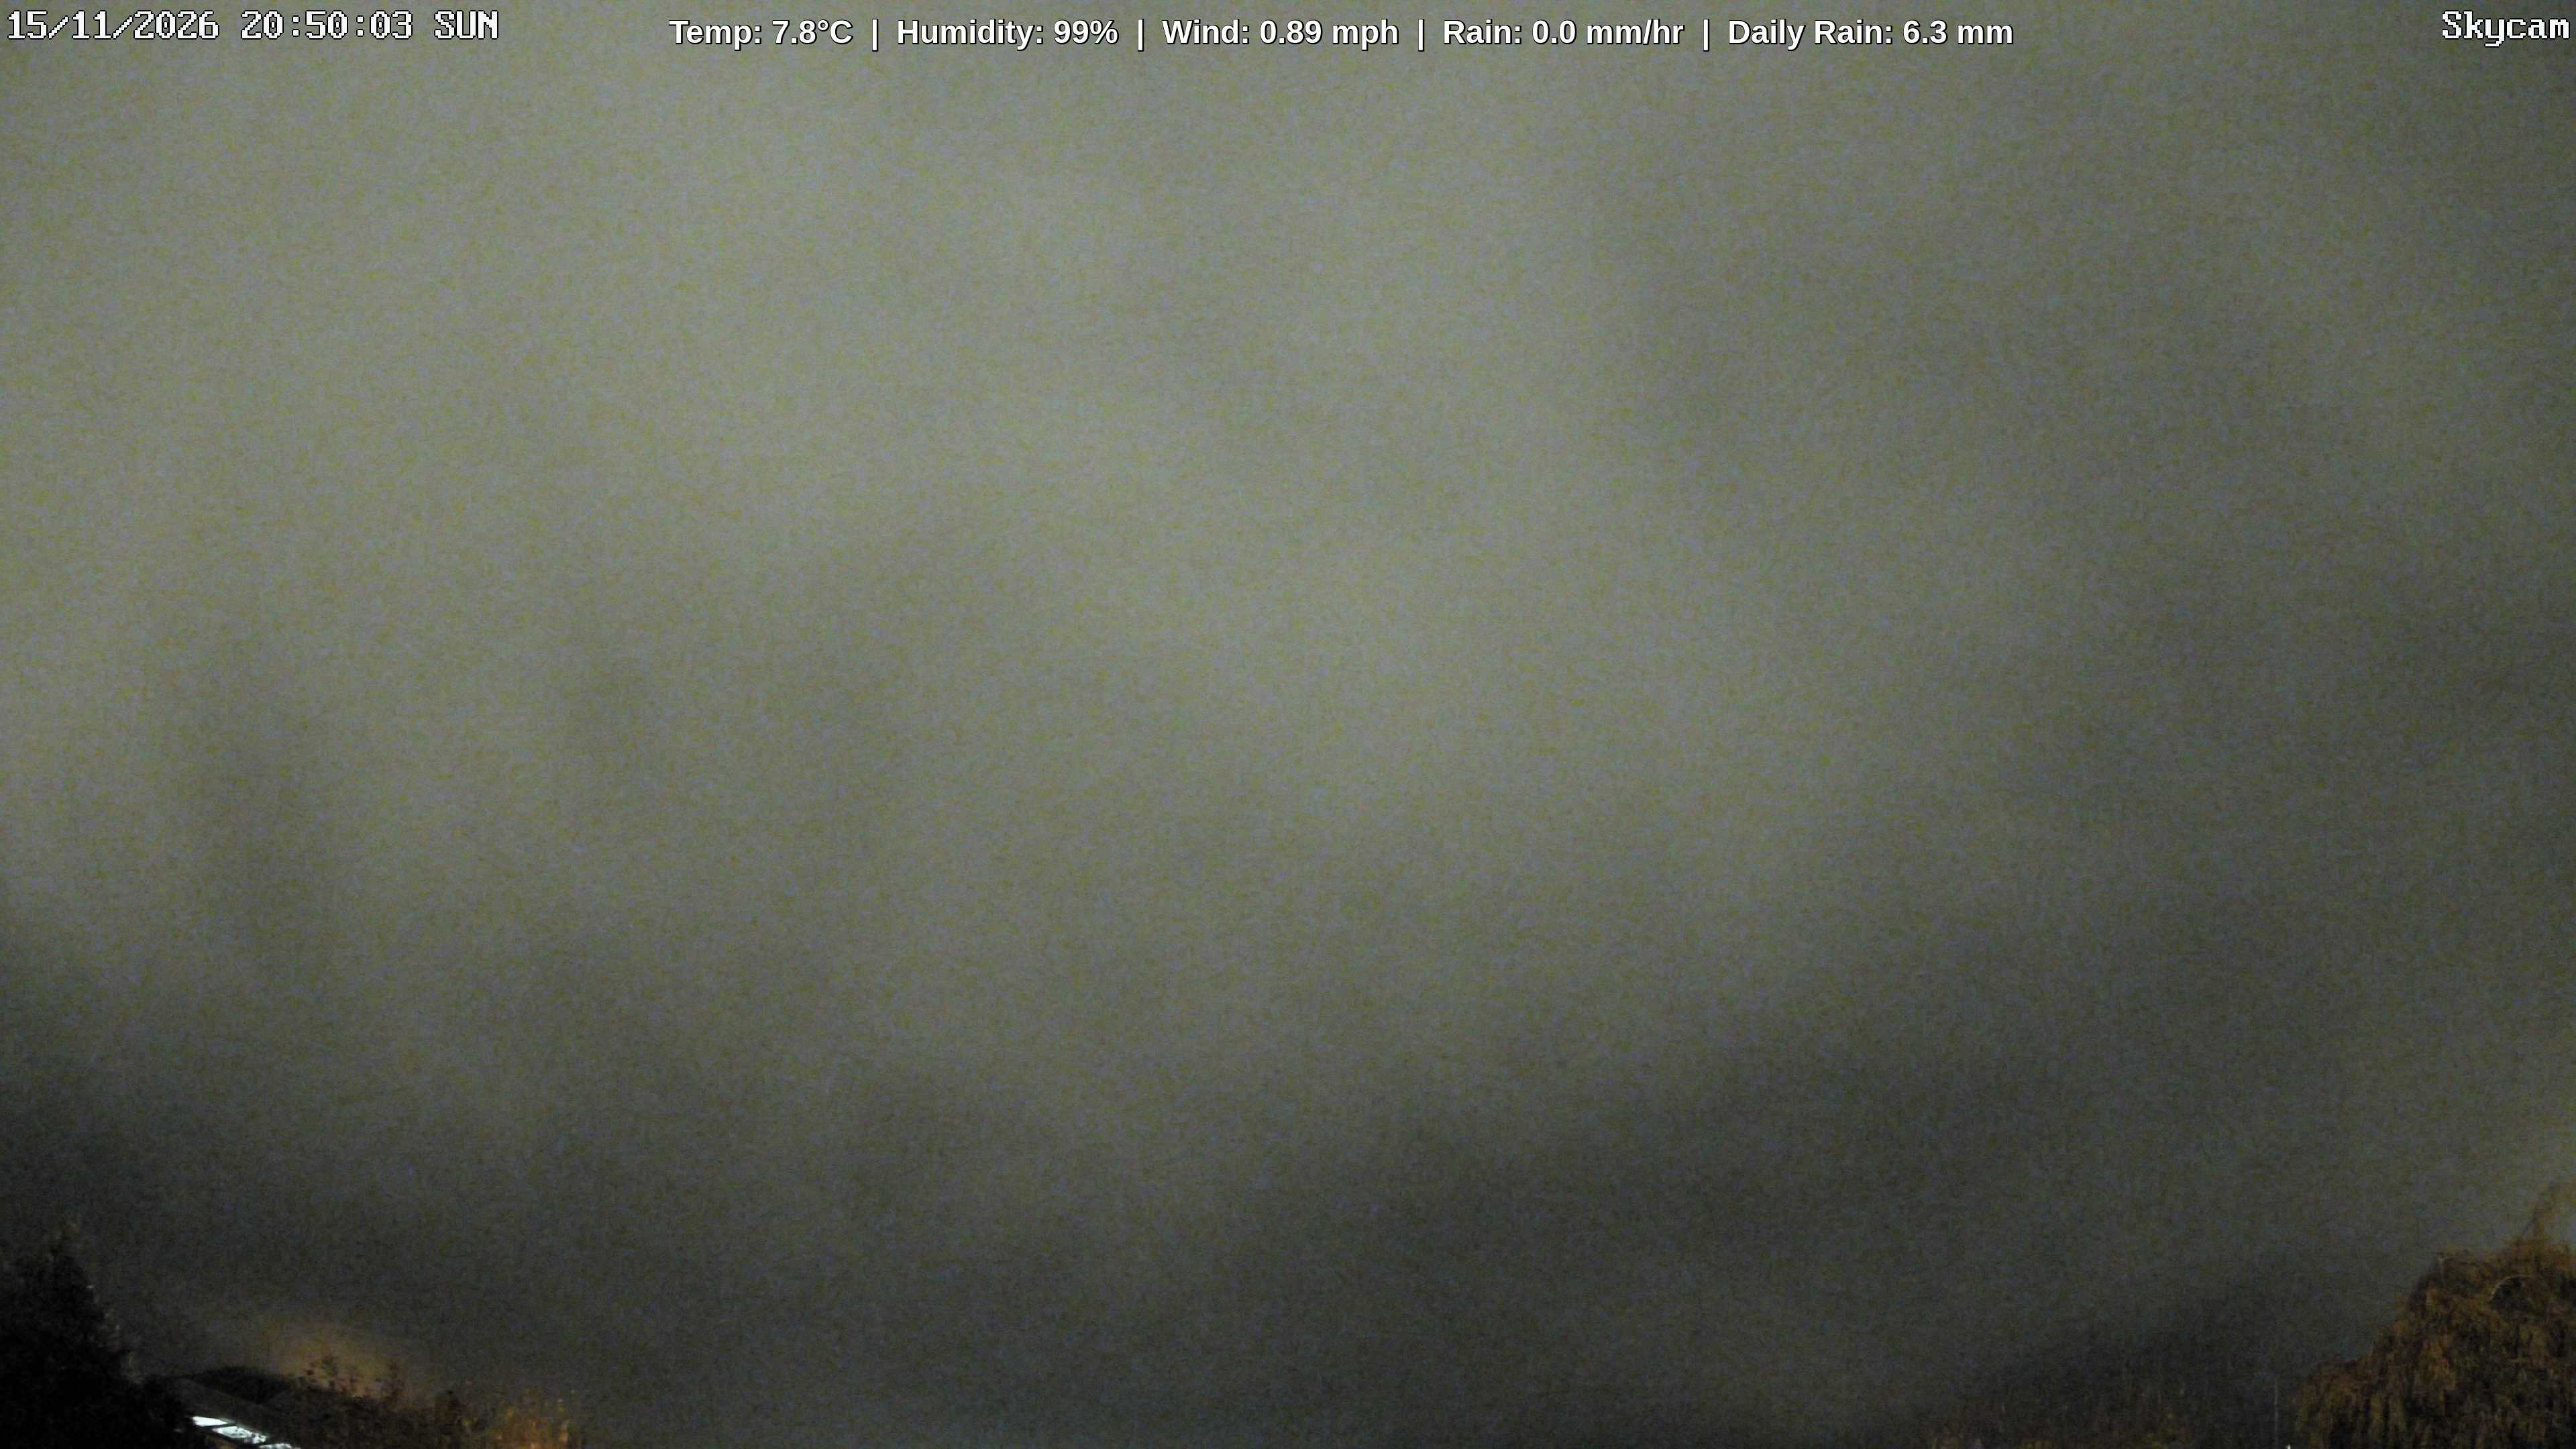 15/11/2026 20:50:03 SUN
Temp: 7.8°C | Humidity: 99% | Wind: 0.89 mph | Rain: 0.0 mm/hr | Daily Rain: 6.3 mm
Skycam